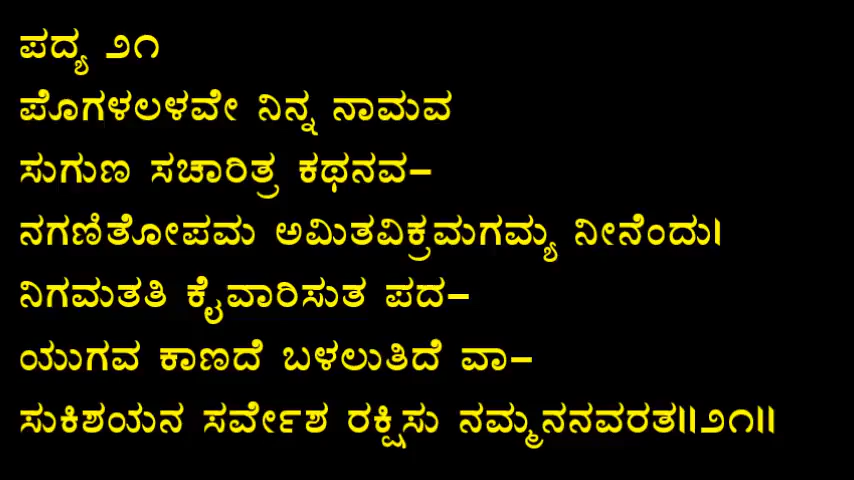 ಪದ್ಯ ೨೧
ಪೊಗಳಲಳವೇ ನಿನ್ನ ನಾಮವ
ಸುಗುಣ ಸಚಾರಿತ್ರ ಕಥನವ–
ನಗಣಿತೋಪಮ ಅಮಿತವಿಕ್ರಮಗಮ್ಯ ನೀನೆಂದು।
ನಿಗಮತತಿ ಕೈವಾರಿಸುತ ಪದ–
ಯುಗವ ಕಾಣದೆ ಬಳಲುತಿದೆ ವಾ–
ಸುಕಿಶಯನ ಸರ್ವೇಶ ರಕ್ಷಿಸು ನಮ್ಮನನವರತ॥೨೧॥